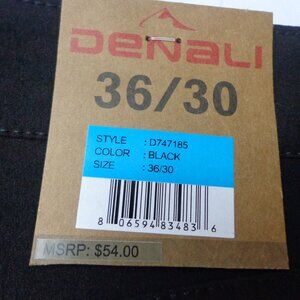 DENALI
36/30
STYLE : D747185
COLOR : BLACK
SIZE : 36/30
8 06594 83483 6
MSRP: $54.00